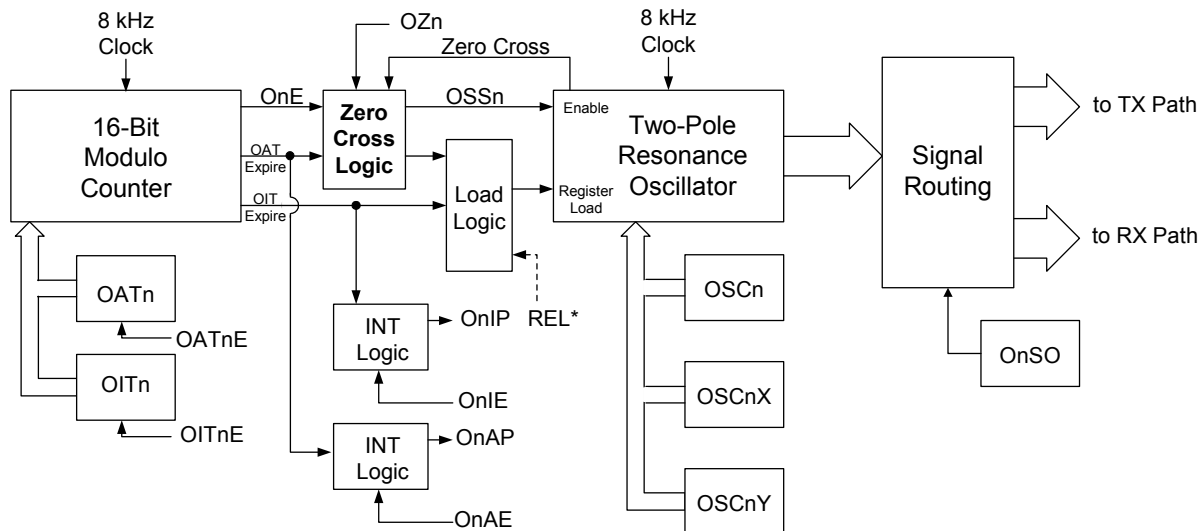 8 kHz
Clock
OZn
Zero Cross
8 kHz
Clock
16-Bit
Modulo
Counter
OnE
OAT
Expire
OIT
Expire
Zero
Cross
Logic
OSSn
Load
Logic
Enable
Register
Load
Two-Pole
Resonance
Oscillator
Signal
Routing
to TX Path
to RX Path
OATn
OATnE
OITn
OITnE
INT
Logic
OnIP
OnIE
REL*
INT
Logic
OnAP
OnAE
OSCn
OSCnX
OSCnY
OnSO